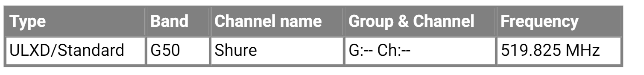 Type Band Channel name Group & Channel Frequency
ULXD/Standard G50 Shure G:-- Ch:-- 519.825 MHz